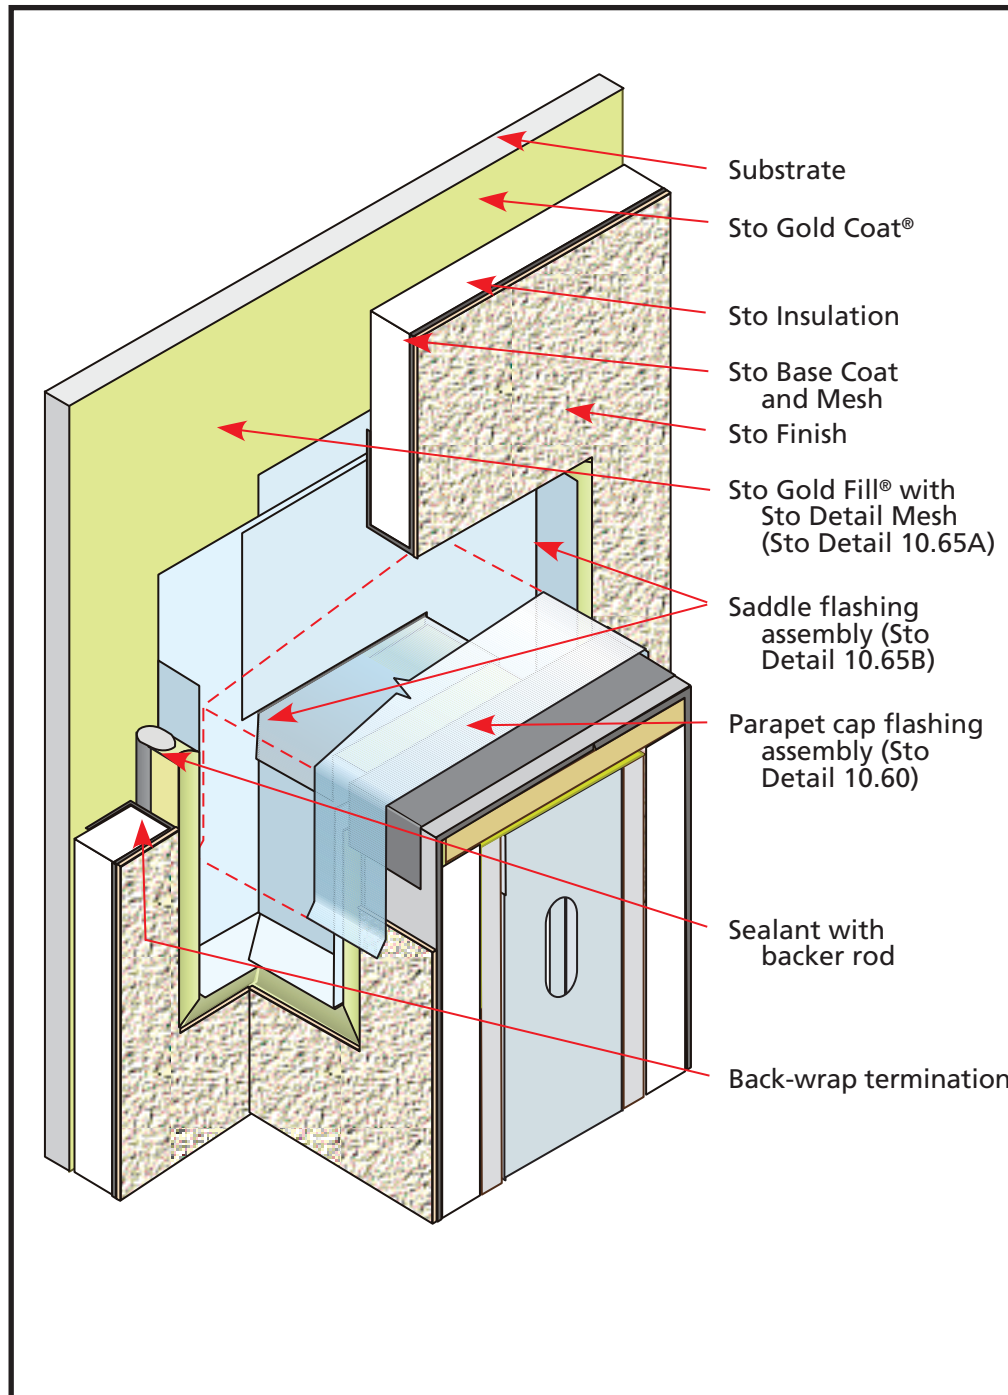 Substrate
Sto Gold Coat®
Sto Insulation
Sto Base Coat
and Mesh
Sto Finish
Sto Gold Fill® with
Sto Detail Mesh
(Sto Detail 10.65A)
Saddle flashing
assembly (Sto
Detail 10.65B)
Parapet cap flashing
assembly (Sto
Detail 10.60)
Sealant with
backer rod
Back-wrap termination